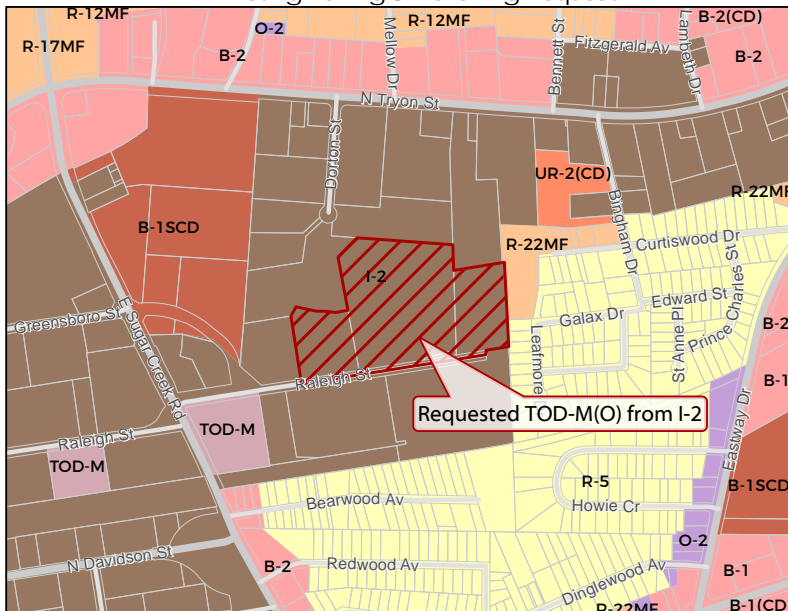 R-12MF
R-17MF
O-2
B-2
R-12MF
Mellow Dr
Bennett St
Fitzgerald Av
Lambeth Dr
B-2(CD)
B-2
N Tryon St
Dorton St
B-1SCD
UR-2(CD)
Bingham Dr
R-22MF
R-22MF
Curtiswood Dr
I-2
Greensboro St
E Sugar Creek Rd
Galax Dr
Edward St
St Anne Pl
Prince Charles St
B-2
Leafmore
Raleigh St
B-1
Requested TOD-M(O) from I-2
TOD-M
Raleigh St
TOD-M
Eastway Dr
R-5
B-1SCD
Bearwood Av
Howie Cr
N Davidson St
O-2
B-2
Redwood Av
Dinglewood Av
B-1
R-22MF
B-1(CD)